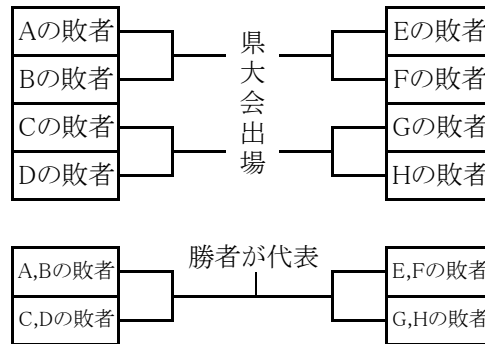 Aの敗者
Bの敗者
Cの敗者
Dの敗者
県大会出場
Eの敗者
Fの敗者
Gの敗者
Hの敗者
A,Bの敗者
C,Dの敗者
勝者が代表
E,Fの敗者
G,Hの敗者